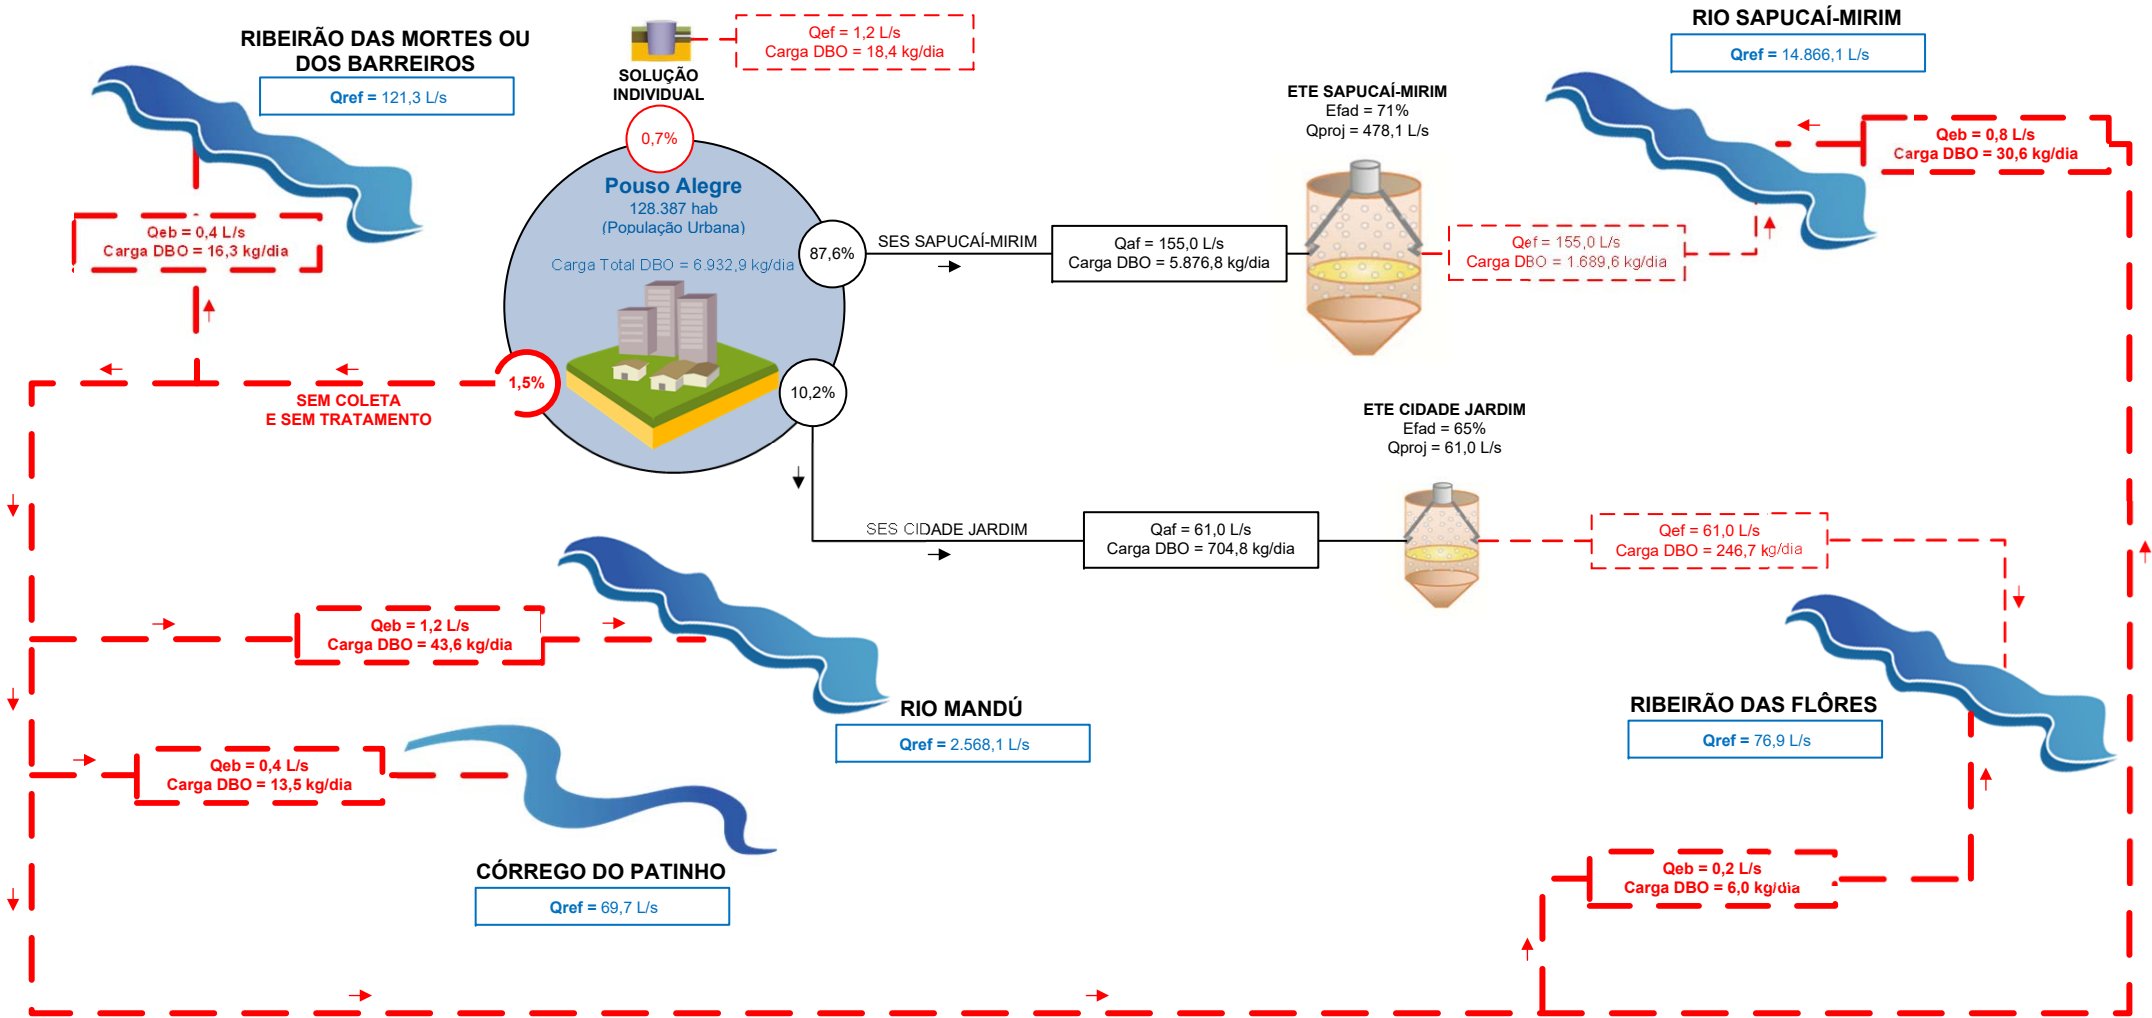 RIBEIRÃO DAS MORTES OU
DOS BARREIROS
Qref = 121,3 L/s
SOLUÇÃO
INDIVIDUAL
Qef = 1,2 L/s
Carga DBO = 18,4 kg/dia
0,7%
RIO SAPUCAÍ-MIRIM
Qref = 14.866,1 L/s
ETE SAPUCAÍ-MIRIM
Efad = 71%
Qproj = 478,1 L/s
Qeb = 0,8 L/s
Carga DBO = 30,6 kg/dia
Pouso Alegre
128.387 hab
(População Urbana)
Carga Total DBO = 6.932,9 kg/dia
Qeb = 0,4 L/s
Carga DBO = 16,3 kg/dia
87,6%
SES SAPUCAÍ-MIRIM
Qaf = 155,0 L/s
Carga DBO = 5.876,8 kg/dia
Qef = 155,0 L/s
Carga DBO = 1.689,6 kg/dia
1,5%
SEM COLETA
E SEM TRATAMENTO
10,2%
ETE CIDADE JARDIM
Efad = 65%
Qproj = 61,0 L/s
SES CIDADE JARDIM
Qaf = 61,0 L/s
Carga DBO = 704,8 kg/dia
Qef = 61,0 L/s
Carga DBO = 246,7 kg/dia
Qeb = 1,2 L/s
Carga DBO = 43,6 kg/dia
RIO MANDÚ
Qref = 2.568,1 L/s
RIBEIRÃO DAS FLÔRES
Qref = 76,9 L/s
Qeb = 0,4 L/s
Carga DBO = 13,5 kg/dia
CÓRREGO DO PATINHO
Qref = 69,7 L/s
Qeb = 0,2 L/s
Carga DBO = 6,0 kg/dia